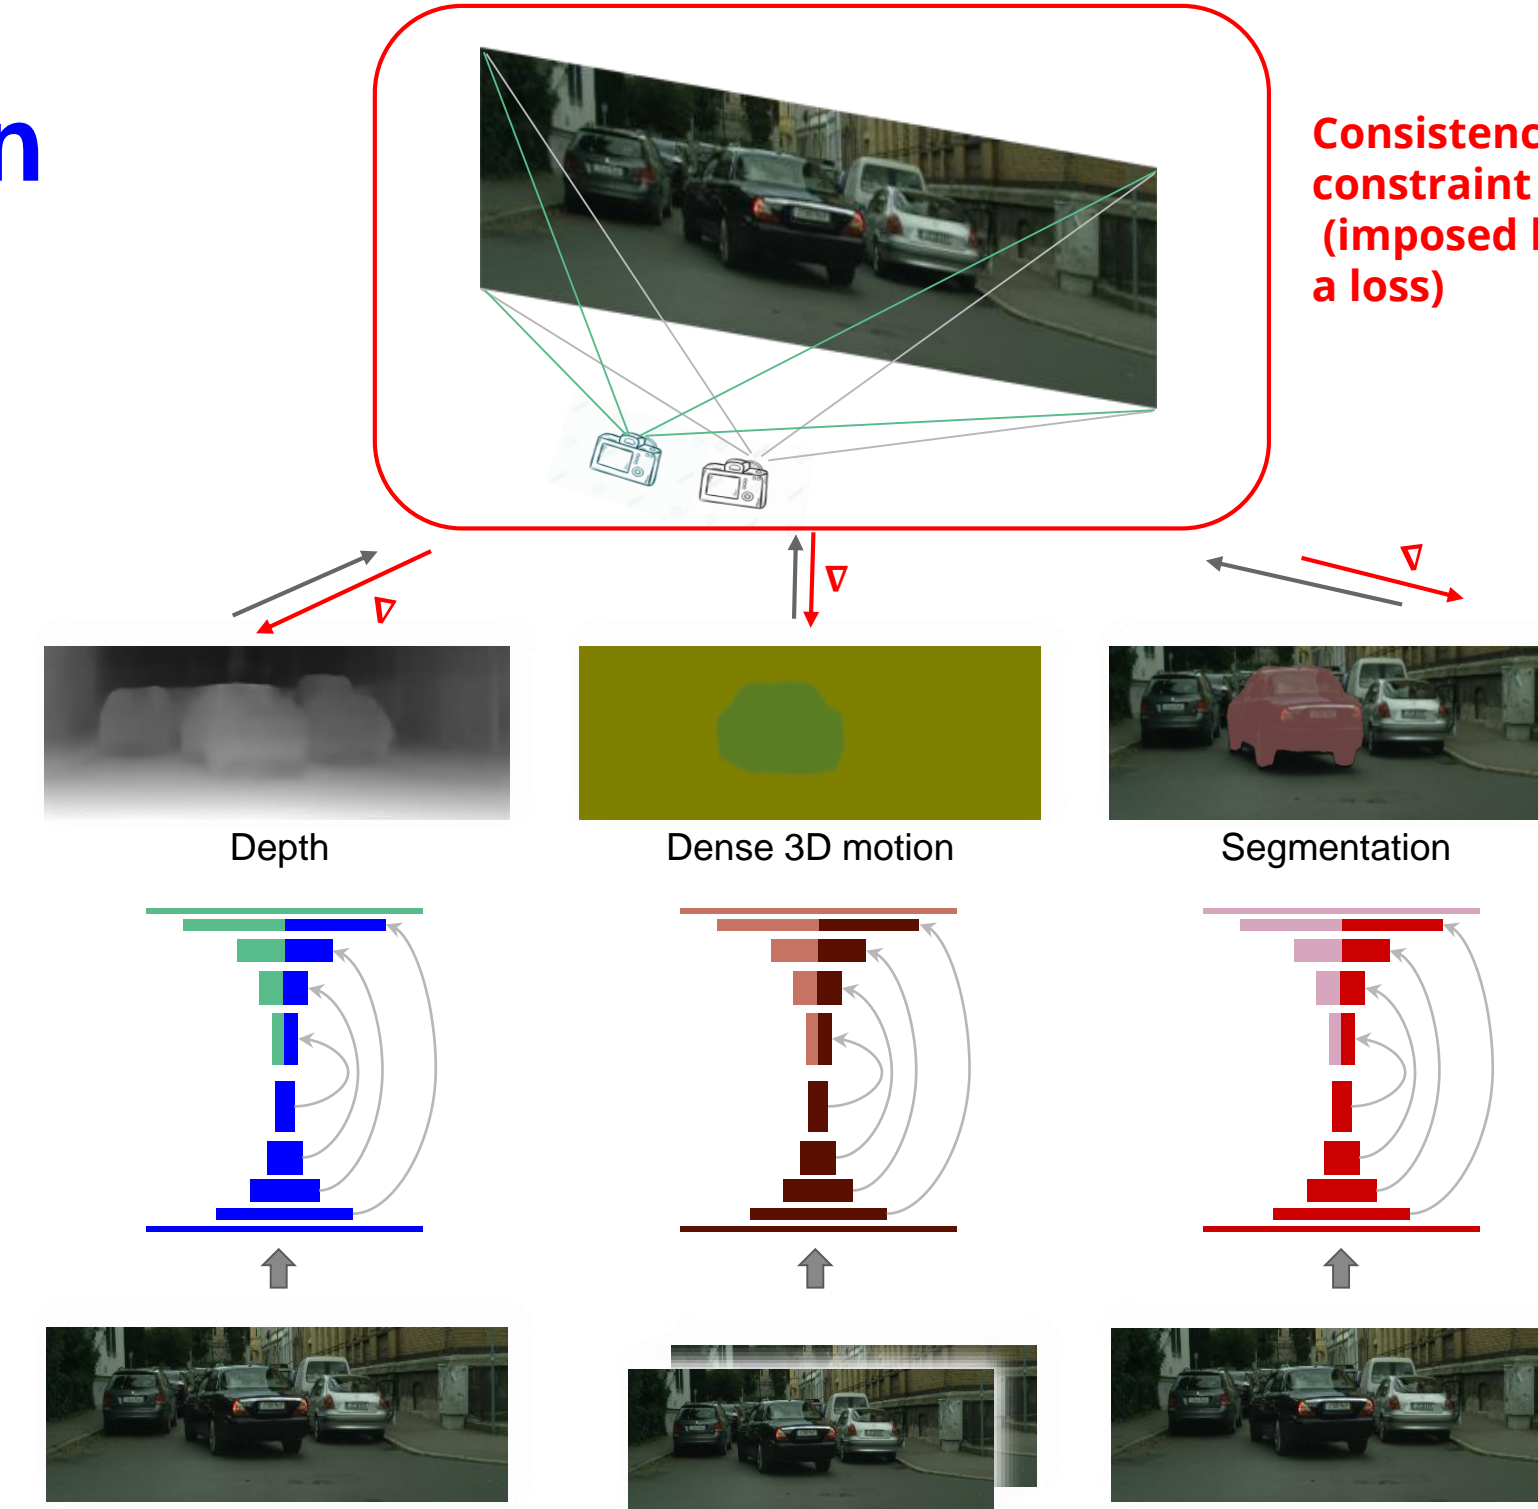 n
Consistenc
constraint
(imposed
a loss)
∇
∇
∇
Depth
Dense 3D motion
Segmentation